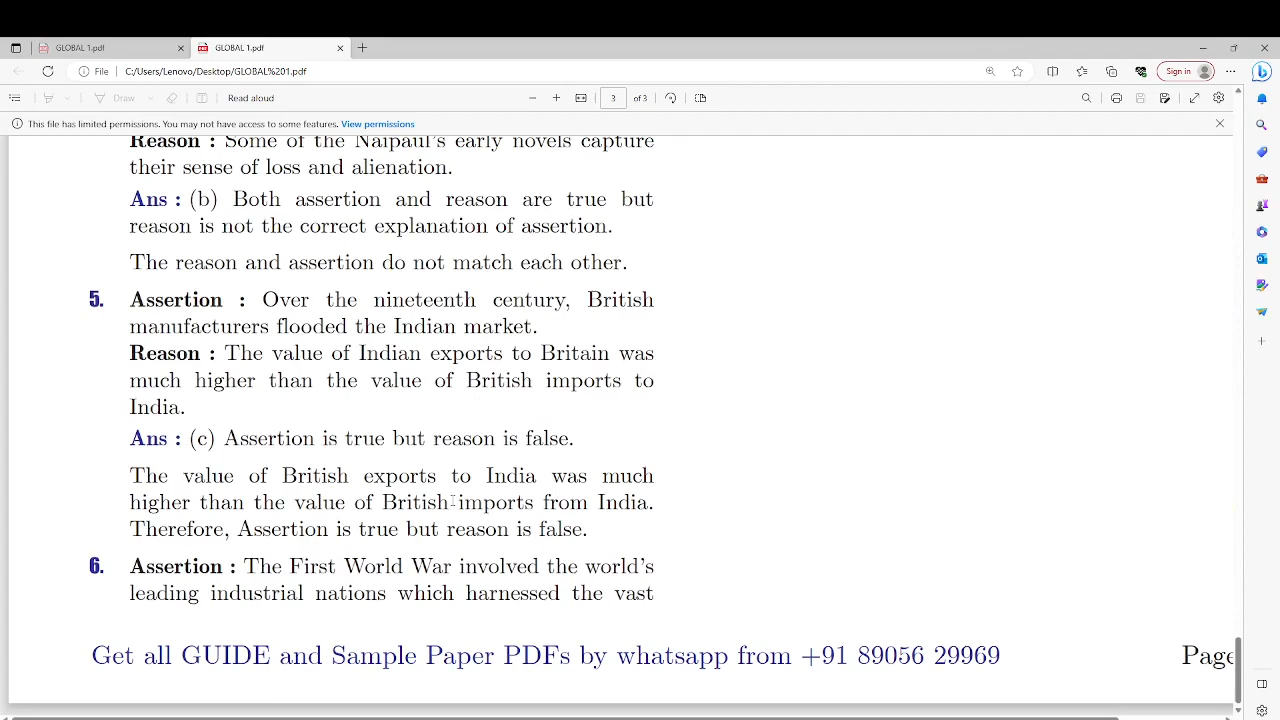 GLOBAL 1.pdf
GLOBAL 1.pdf
File C:/Users/Lenovo/Desktop/GLOBAL%201.pdf
Sign in
Draw
Read aloud
3 of 3
This file has limited permissions. You may not have access to some features. View permissions
Reason : Some of the Naipaul's early novels capture
their sense of loss and alienation.
Ans : (b) Both assertion and reason are true but
reason is not the correct explanation of assertion.
The reason and assertion do not match each other.
5. Assertion : Over the nineteenth century, British
manufacturers flooded the Indian market.
Reason : The value of Indian exports to Britain was
much higher than the value of British imports to
India.
Ans : (c) Assertion is true but reason is false.
The value of British exports to India was much
higher than the value of British imports from India.
Therefore, Assertion is true but reason is false.
6. Assertion : The First World War involved the world's
leading industrial nations which harnessed the vast
Get all GUIDE and Sample Paper PDFs by whatsapp from +91 89056 29969
Page